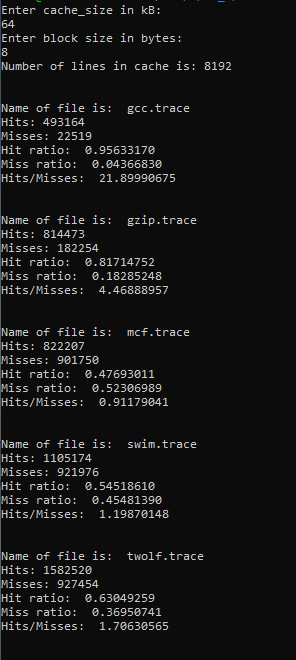 Enter cache_size in kB:
64
Enter block size in bytes:
8
Number of lines in cache is: 8192
Name of file is:  gcc.trace
Hits: 493164
Misses: 22519
Hit ratio:  0.95633170
Miss ratio:  0.04366830
Hits/Misses:  21.89990675
Name of file is:  gzip.trace
Hits: 814473
Misses: 182254
Hit ratio:  0.81714752
Miss ratio:  0.18285248
Hits/Misses:  4.46888957
Name of file is:  mcf.trace
Hits: 822207
Misses: 901750
Hit ratio:  0.47693011
Miss ratio:  0.52306989
Hits/Misses:  0.91179041
Name of file is:  swim.trace
Hits: 1105174
Misses: 921976
Hit ratio:  0.54518610
Miss ratio:  0.45481390
Hits/Misses:  1.19870148
Name of file is:  twolf.trace
Hits: 1582520
Misses: 927454
Hit ratio:  0.63049259
Miss ratio:  0.36950741
Hits/Misses:  1.70630565